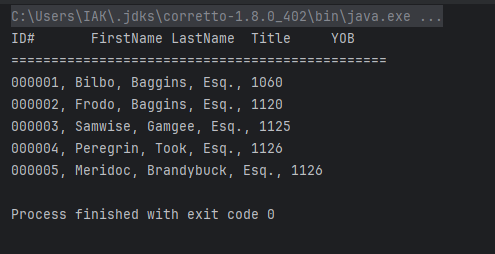 C:\Users\IAK\.jdks\corretto-1.8.0_402\bin\java.exe ...
ID#       FirstName LastName  Title     YOB
===============================================
000001, Bilbo, Baggins, Esq., 1060
000002, Frodo, Baggins, Esq., 1120
000003, Samwise, Gamgee, Esq., 1125
000004, Peregrin, Took, Esq., 1126
000005, Meridoc, Brandybuck, Esq., 1126
Process finished with exit code 0